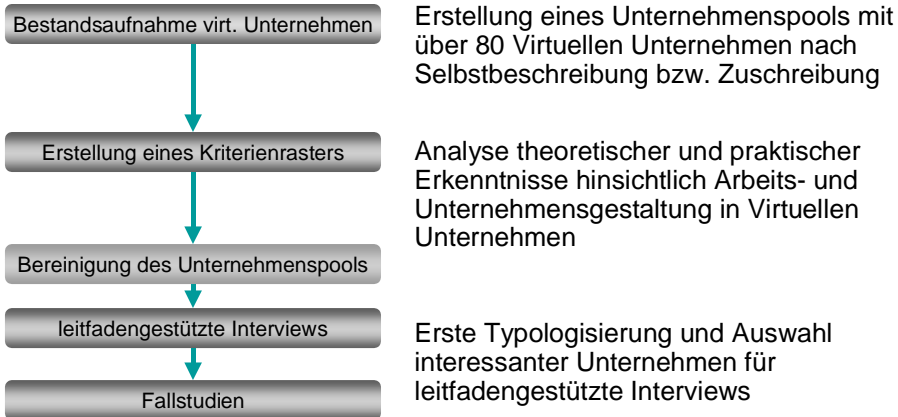 Bestandsaufnahme virt. Unternehmen
Erstellung eines Unternehmenspools mit
über 80 Virtuellen Unternehmen nach
Selbstbeschreibung bzw. Zuschreibung
Erstellung eines Kriterienrasters
Analyse theoretischer und praktischer
Erkenntnisse hinsichtlich Arbeits- und
Unternehmensgestaltung in Virtuellen
Unternehmen
Bereinigung des Unternehmenspools
leitfadengestützte Interviews
Erste Typologisierung und Auswahl
interessanter Unternehmen für
leitfadengestützte Interviews
Fallstudien